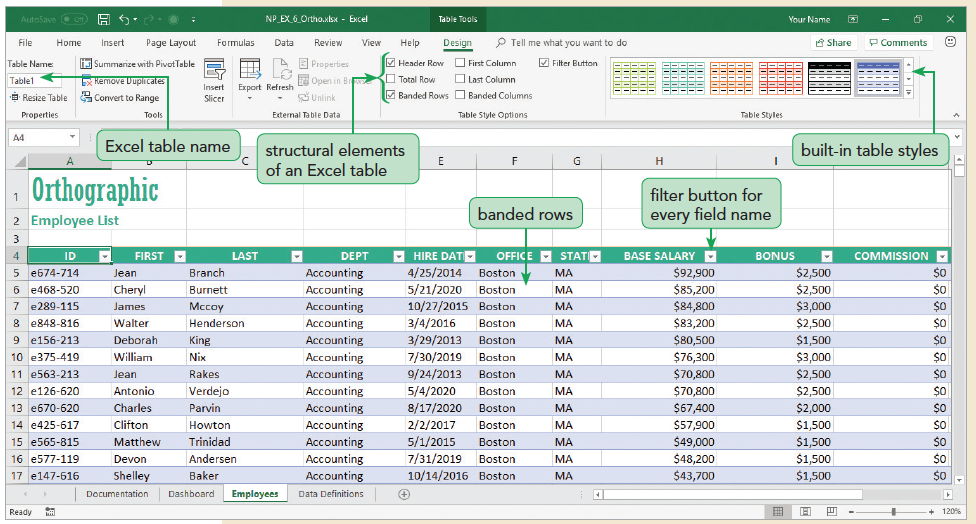 AutoSave Off NP_EX_6_Ortho.xlsx - Excel Table Tools Your Name
File Home Insert Page Layout Formulas Data Review View Help Design Tell me what you want to do Share Comments
Table Name: Summarize with PivotTable Properties Header Row First Column Filter Button
Table1 Remove Duplicates Insert Slicer Export Refresh Open in Total Row Last Column
Resize Table Convert to Range Unlink Banded Rows Banded Columns
Properties Tools External Table Data Table Style Options Table Styles
A4
Excel table name
structural elements
of an Excel table
built-in table styles
A C E F G H I
banded rows
filter button for
every field name
1 Orthographic
2 Employee List
3
4 ID FIRST LAST DEPT HIRE DAT OFFICE STAT BASE SALARY BONUS COMMISSION
5 e674-714 Jean Branch Accounting 4/25/2014 Boston MA $92,900 $2,500 $0
6 e468-520 Cheryl Burnett Accounting 5/21/2020 Boston MA $85,200 $2,500 $0
7 e289-115 James Mccoy Accounting 10/27/2015 Boston MA $84,800 $3,000 $0
8 e848-816 Walter Henderson Accounting 3/4/2016 Boston MA $83,200 $2,500 $0
9 e156-213 Deborah King Accounting 3/29/2013 Boston MA $80,500 $1,500 $0
10 e375-419 William Nix Accounting 7/30/2019 Boston MA $76,300 $3,000 $0
11 e563-213 Jean Rakes Accounting 9/24/2013 Boston MA $70,800 $2,500 $0
12 e126-620 Antonio Verdejo Accounting 5/4/2020 Boston MA $70,800 $2,500 $0
13 e670-620 Charles Parvin Accounting 8/17/2020 Boston MA $67,400 $2,000 $0
14 e425-617 Clifton Howton Accounting 2/2/2017 Boston MA $57,900 $1,500 $0
15 e565-815 Matthew Trinidad Accounting 5/1/2015 Boston MA $49,000 $1,500 $0
16 e577-119 Devon Andersen Accounting 7/31/2019 Boston MA $48,200 $1,500 $0
17 e147-616 Shelley Baker Accounting 10/14/2016 Boston MA $43,700 $1,500 $0
Documentation Dashboard Employees Data Definitions
Ready 120%